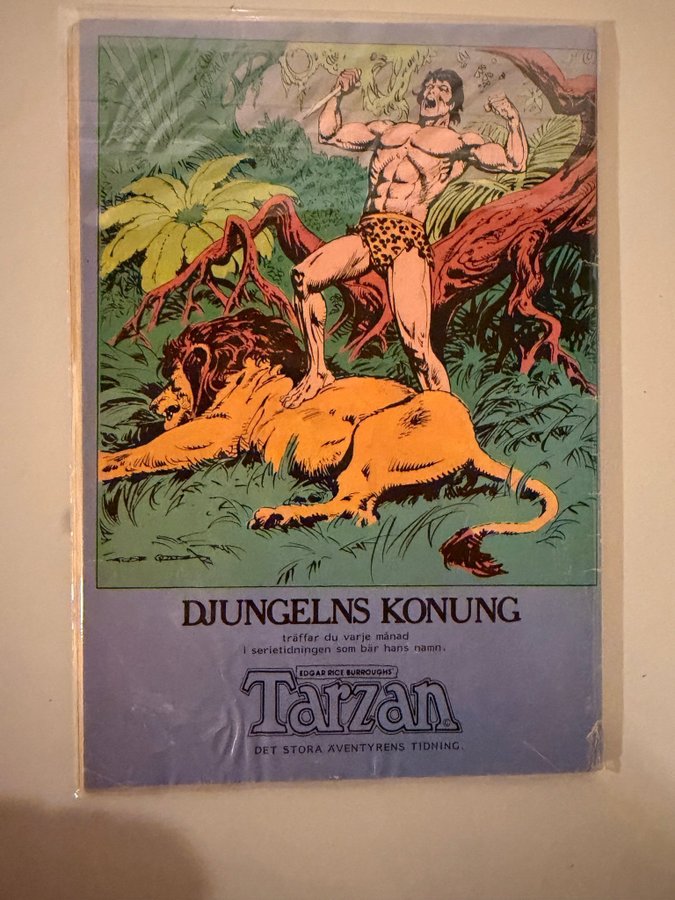 DJUNGELNS KONUNG
träffar du varje månad
I serietidningen som bär hans namn.
EDGAR RICE BURROUGHS'
Tarzan
©
DET STORA ÄVENTYRENS TIDNING.